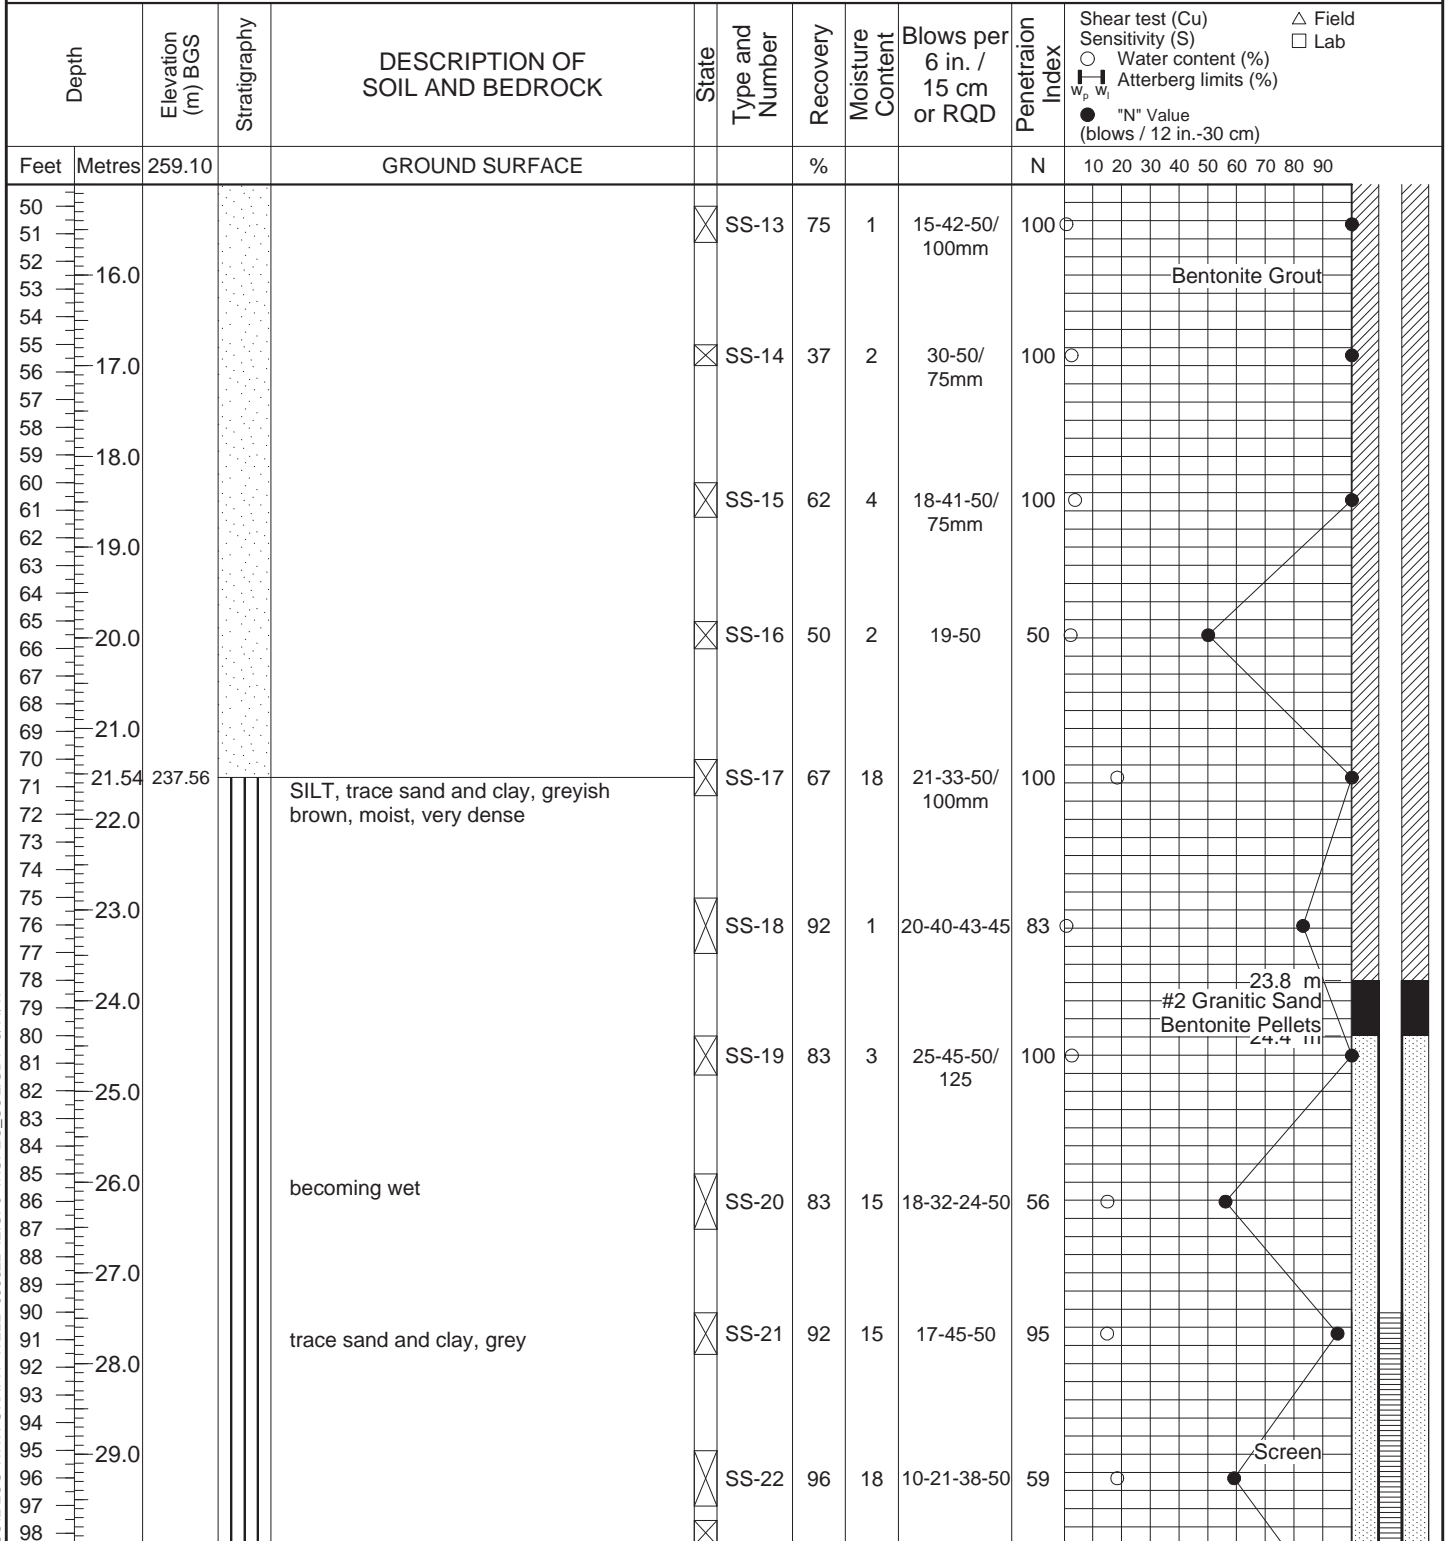 Depth
Elevation
(m) BGS
Stratigraphy
DESCRIPTION OF
SOIL AND BEDROCK
State
Type and
Number
Recovery
Moisture
Content
Blows per
6 in. /
15 cm
or RQD
Penetraion
Index
Shear test (Cu)
Sensitivity (S)
△ Field
□ Lab
○ Water content (%)
Wp Wl Atterberg limits (%)
● "N" Value
(blows / 12 in.-30 cm)
Feet Metres 259.10 GROUND SURFACE % N 10 20 30 40 50 60 70 80 90
50
51 SS-13 75 1 15-42-50/ 100
100mm
52
16.0 Bentonite Grout
53
54
55 SS-14 37 2 30-50/ 100
75mm
56 17.0
57
58
59 18.0
60
61 SS-15 62 4 18-41-50/ 100
75mm
62
19.0
63
64
65
20.0 SS-16 50 2 19-50 50
66
67
68
69 21.0
70
21.54 237.56 SS-17 67 18 21-33-50/ 100
100mm
71 SILT, trace sand and clay, greyish
brown, moist, very dense
72 22.0
73
74
75
23.0
76 SS-18 92 1 20-40-43-45 83
77
78 23.8 m
79 24.0 #2 Granitic Sand
Bentonite Pellets
80 24.4 m
81 SS-19 83 3 25-45-50/ 100
125
82 25.0
83
84
85
26.0 becoming wet
86 SS-20 83 15 18-32-24-50 56
87
88
27.0
89
90
91 trace sand and clay, grey SS-21 92 15 17-45-50 95
92 28.0
93
94
95 29.0 Screen
96 SS-22 96 18 10-21-38-50 59
97
98